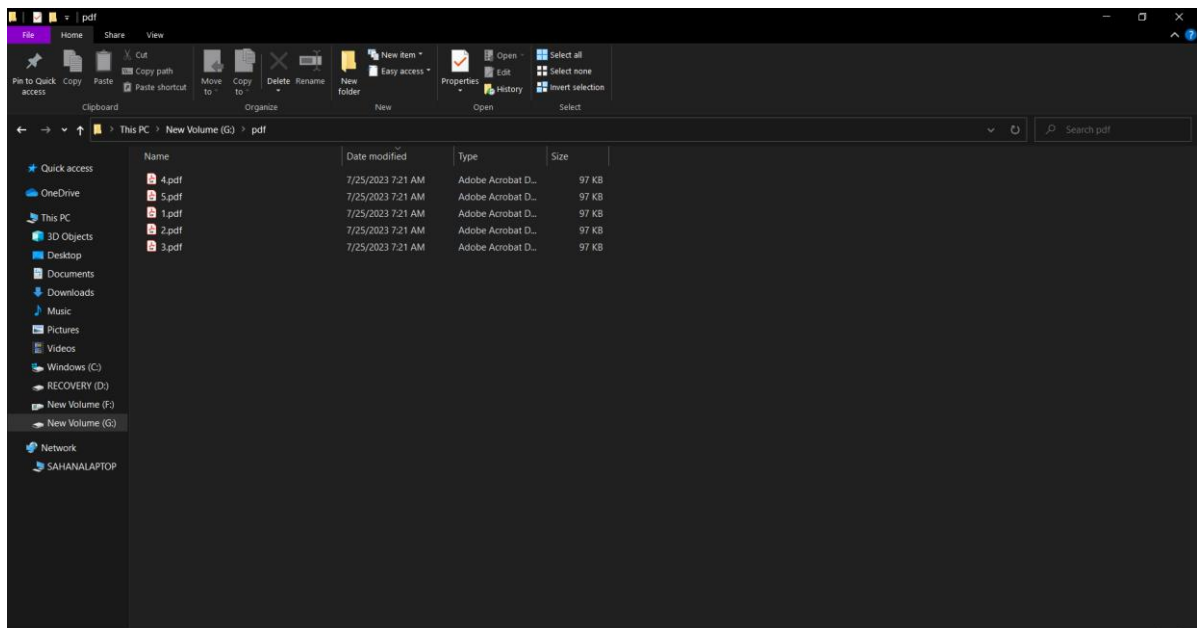 pdf
File Home Share View
Pin to Quick access
Copy
Paste
Cut
Copy path
Paste shortcut
Clipboard
Move to
Copy to
Delete
Rename
Organize
New folder
New item
Easy access
New
Properties
Open
Edit
History
Open
Select all
Select none
Invert selection
Select
This PC > New Volume (G:) > pdf
Search pdf
Name Date modified Type Size
4.pdf 7/25/2023 7:21 AM Adobe Acrobat D... 97 KB
5.pdf 7/25/2023 7:21 AM Adobe Acrobat D... 97 KB
1.pdf 7/25/2023 7:21 AM Adobe Acrobat D... 97 KB
2.pdf 7/25/2023 7:21 AM Adobe Acrobat D... 97 KB
3.pdf 7/25/2023 7:21 AM Adobe Acrobat D... 97 KB
Quick access
OneDrive
This PC
3D Objects
Desktop
Documents
Downloads
Music
Pictures
Videos
Windows (C:)
RECOVERY (D:)
New Volume (F:)
New Volume (G:)
Network
SAHANALAPTOP